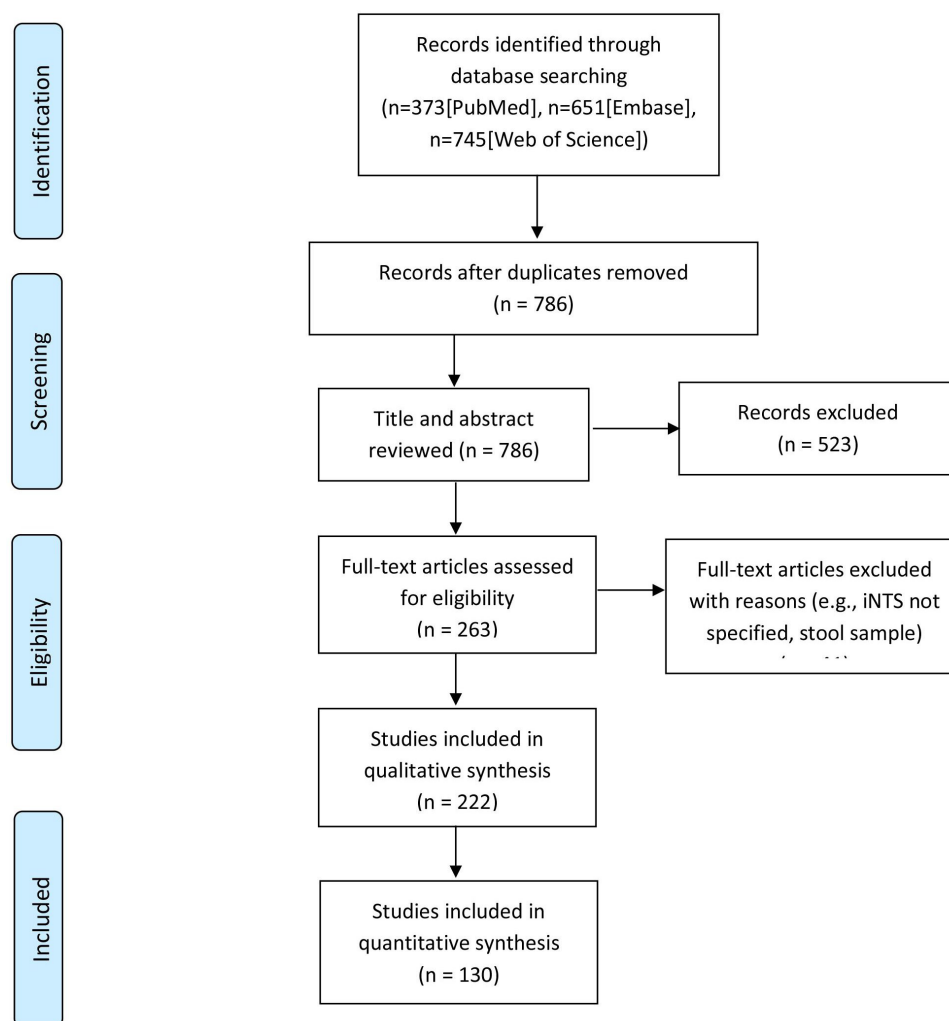 Identification
Records identified through
database searching
(n=373[PubMed], n=651[Embase],
n=745[Web of Science])
Records after duplicates removed
(n = 786)
Screening
Title and abstract
reviewed (n = 786)
Records excluded
(n = 523)
Eligibility
Full-text articles assessed
for eligibility
(n = 263)
Full-text articles excluded
with reasons (e.g., iNTS not
specified, stool sample)
Studies included in
qualitative synthesis
(n = 222)
Included
Studies included in
quantitative synthesis
(n = 130)